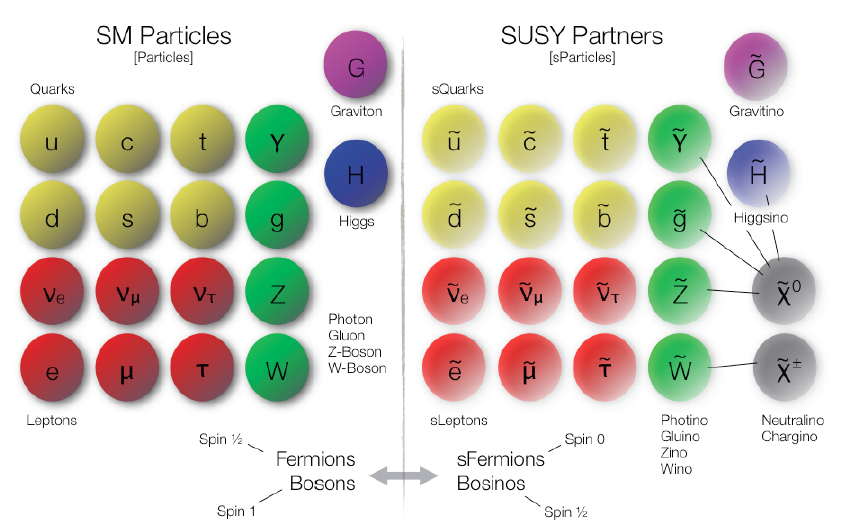 SM Particles
[Particles]
Quarks
G
Graviton
u c t Y
H
Higgs
d s b g
νe νμ ντ Z
Photon
Gluon
Z-Boson
W-Boson
e μ τ W
Leptons
Spin ½
Fermions
Bosons
Spin 1
SUSY Partners
[sParticles]
sQuarks
G̃
Gravitino
ũ c̃ t̃ Ỹ
H̃
Higgsino
d̃ s̃ b̃ g̃
ν̃e ν̃μ ν̃τ Z̃ X̃⁰
ẽ μ̃ τ̃ W̃ X̃±
sLeptons
Photino
Gluino
Zino
Wino
Neutralino
Chargino
Spin 0
sFermions
Bosinos
Spin ½